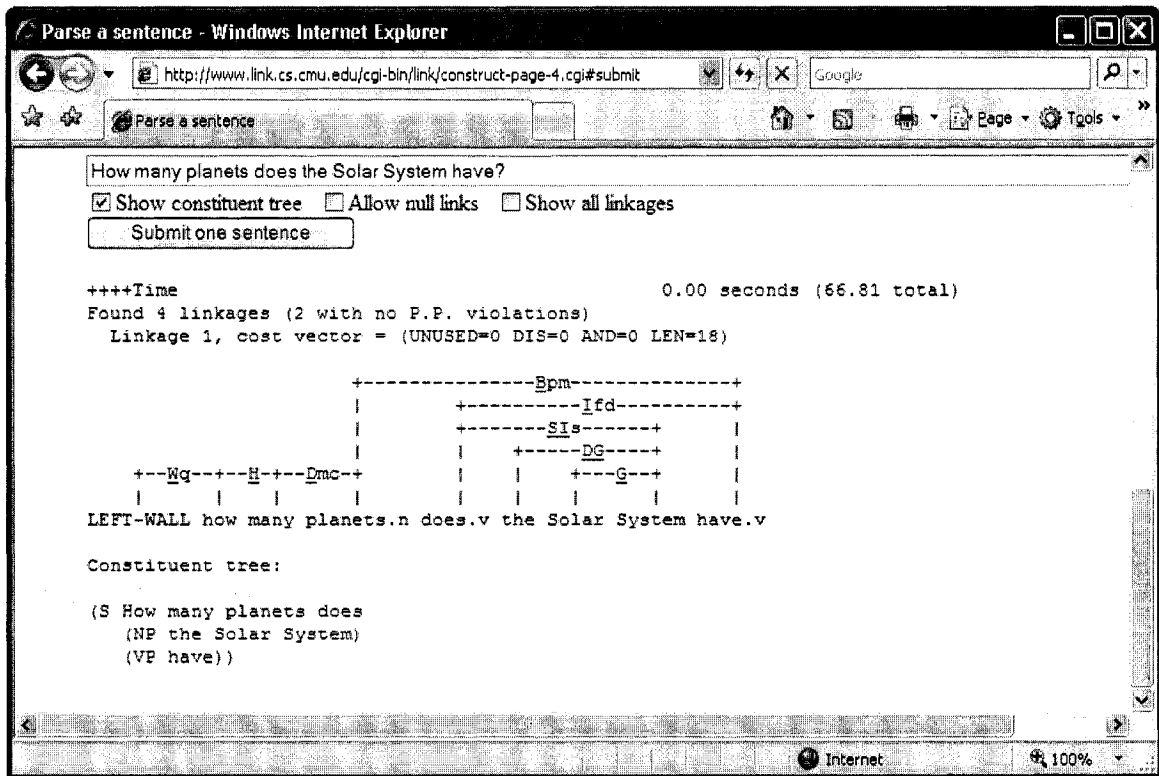 Parse a sentence - Windows Internet Explorer
http://www.link.cs.cmu.edu/cgi-bin/link/construct-page-4.cgi#submit Google
Parse a sentence Page Tools
How many planets does the Solar System have?
Show constituent tree Allow null links Show all linkages
Submit one sentence
++++Time 0.00 seconds (66.81 total)
Found 4 linkages (2 with no P.P. violations)
Linkage 1, cost vector = (UNUSED=0 DIS=0 AND=0 LEN=18)
+---------------Bpm--------------+
| +----------Ifd----------+
| +-------SIs------+ |
| | +-----DG----+ |
+--Wq--+--H-+--Dmc-+ | | +---G--+ |
| | | | | | | | |
LEFT-WALL how many planets.n does.v the Solar System have.v
Constituent tree:
(S How many planets does
(NP the Solar System)
(VP have))
Internet 100%